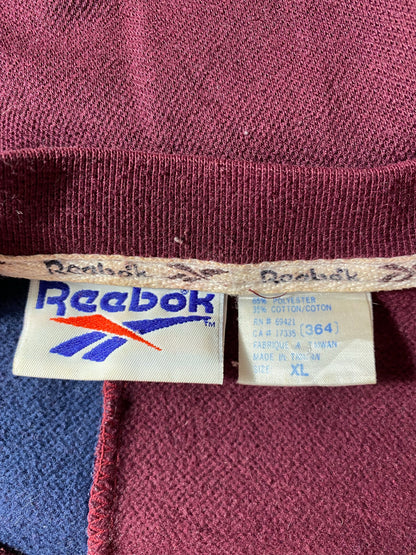 Reebok Reebok
Reebok
TM
65% POLYESTER
35% COTTON/COTON
RN # 69421
CA # 17335 (364)
FABRIQUE A TAIWAN
MADE IN TAIWAN
SIZE XL